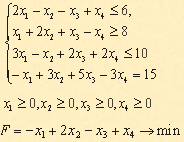 2x₁ - x₂ - x₃ + x₄ ≤ 6,
x₁ + 2x₂ + x₃ - x₄ ≥ 8
3x₁ - x₂ + 2x₃ + 2x₄ ≤ 10
-x₁ + 3x₂ + 5x₃ - 3x₄ = 15
x₁ ≥ 0, x₂ ≥ 0, x₃ ≥ 0, x₄ ≥ 0
F = -x₁ + 2x₂ - x₃ + x₄ → min